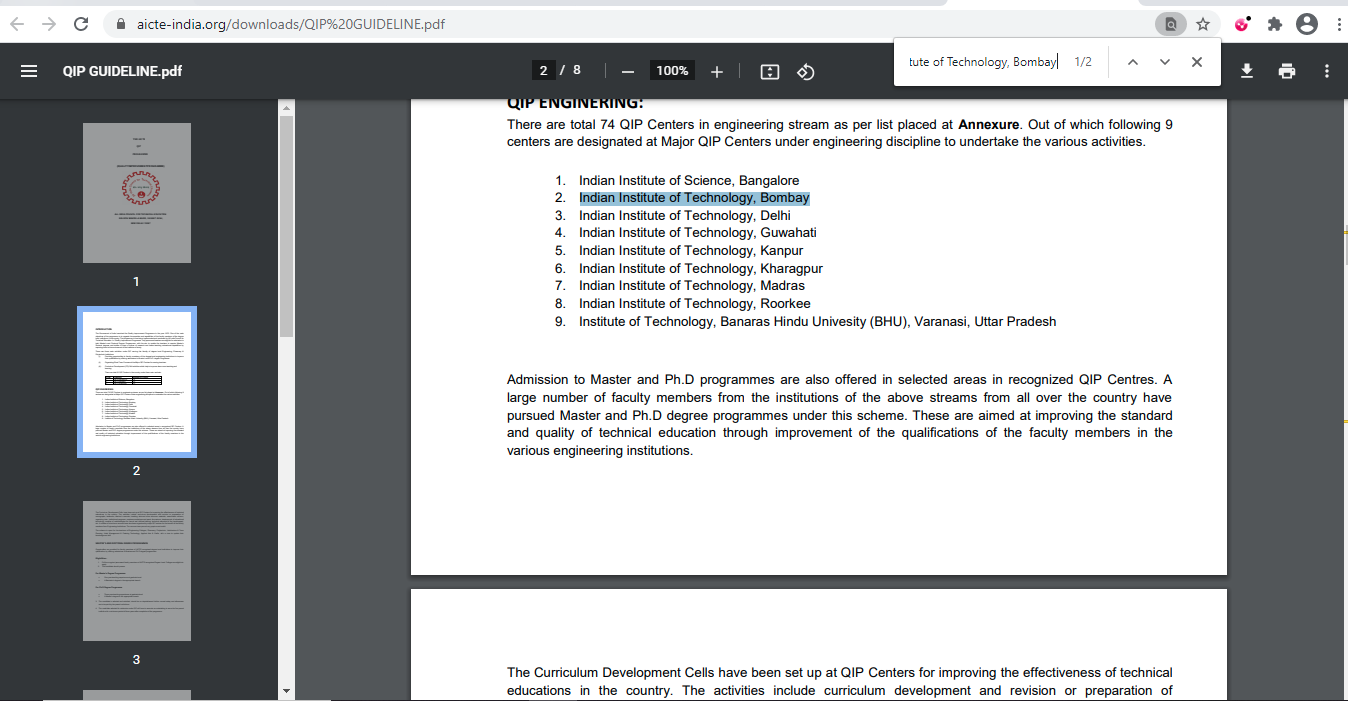 aicte-india.org/downloads/QIP%20GUIDELINE.pdf
tute of Technology, Bombay 1/2
QIP GUIDELINE.pdf 2 / 8 100%
QIP ENGINERING:
There are total 74 QIP Centers in engineering stream as per list placed at Annexure. Out of which following 9
centers are designated at Major QIP Centers under engineering discipline to undertake the various activities.
1. Indian Institute of Science, Bangalore
2. Indian Institute of Technology, Bombay
3. Indian Institute of Technology, Delhi
4. Indian Institute of Technology, Guwahati
5. Indian Institute of Technology, Kanpur
6. Indian Institute of Technology, Kharagpur
7. Indian Institute of Technology, Madras
8. Indian Institute of Technology, Roorkee
9. Institute of Technology, Banaras Hindu Univesity (BHU), Varanasi, Uttar Pradesh
Admission to Master and Ph.D programmes are also offered in selected areas in recognized QIP Centres. A
large number of faculty members from the institutions of the above streams from all over the country have
pursued Master and Ph.D degree programmes under this scheme. These are aimed at improving the standard
and quality of technical education through improvement of the qualifications of the faculty members in the
various engineering institutions.
The Curriculum Development Cells have been set up at QIP Centers for improving the effectiveness of technical
educations in the country. The activities include curriculum development and revision or preparation of
1
2
3